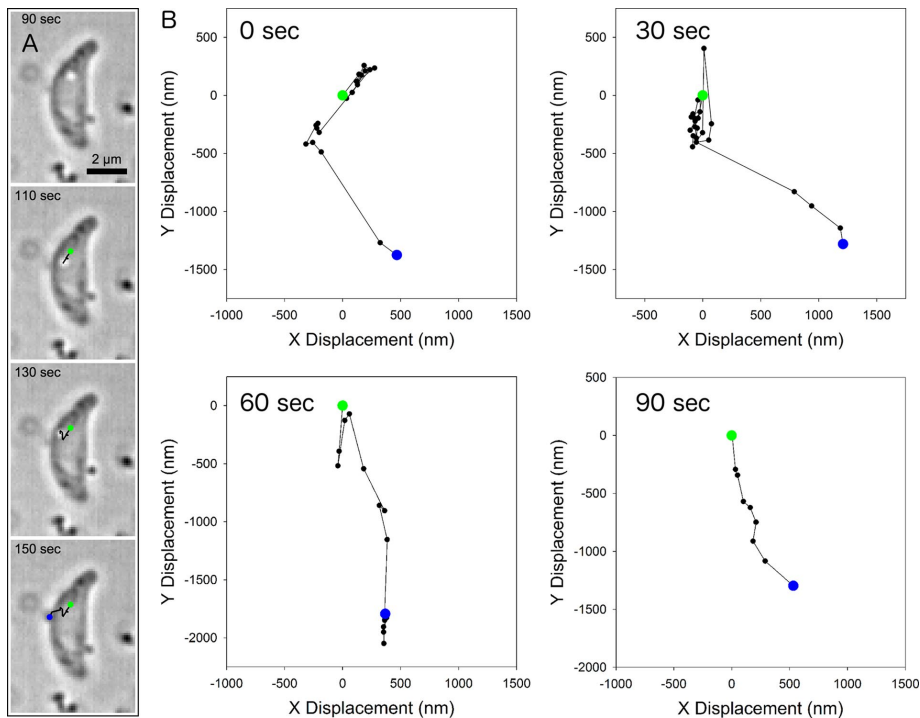 90 sec
A
2 µm
110 sec
130 sec
150 sec
B
0 sec
500
0
-500
-1000
-1500
Y Displacement (nm)
-1000 -500 0 500 1000 1500
X Displacement (nm)
30 sec
500
0
-500
-1000
-1500
Y Displacement (nm)
-500 0 500 1000 1500
X Displacement (nm)
60 sec
0
-500
-1000
-1500
-2000
Y Displacement (nm)
-1000 -500 0 500 1000 1500
X Displacement (nm)
90 sec
500
0
-500
-1000
-1500
-2000
Y Displacement (nm)
-1000 -500 0 500 1000 1500
X Displacement (nm)